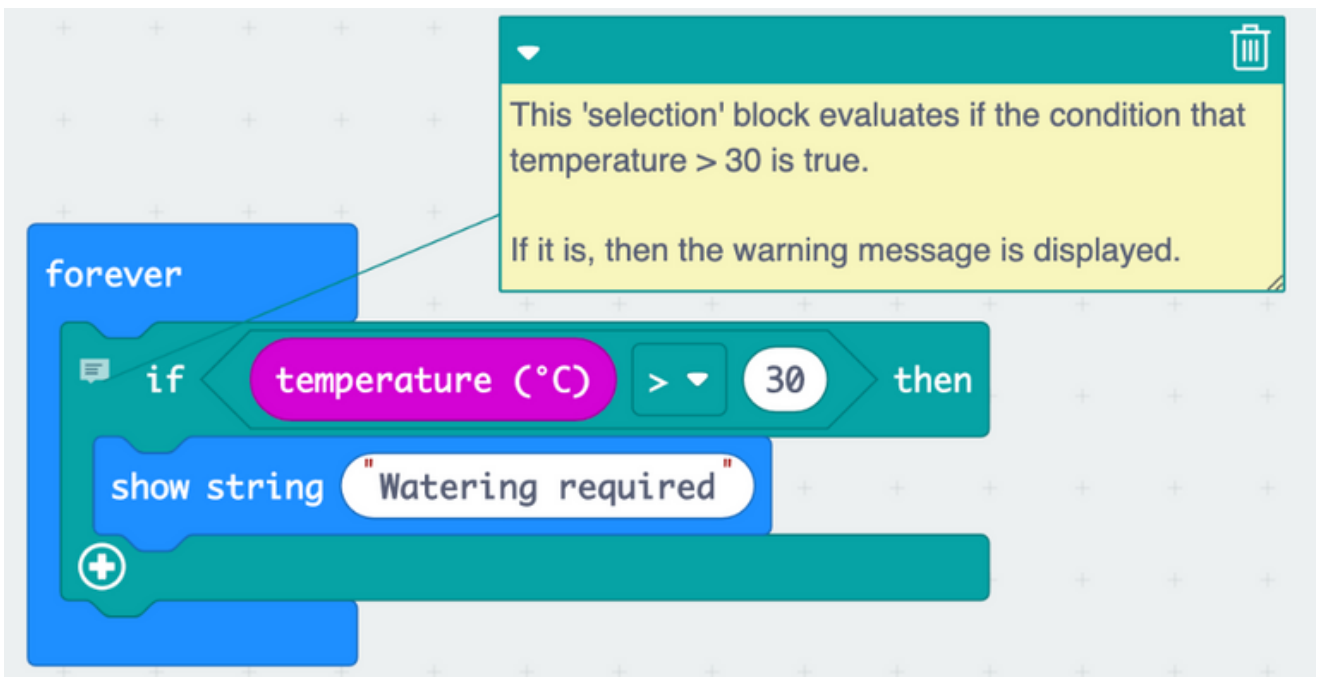 This 'selection' block evaluates if the condition that
temperature > 30 is true.
If it is, then the warning message is displayed.
forever
if temperature (°C) > 30 then
show string "Watering required"